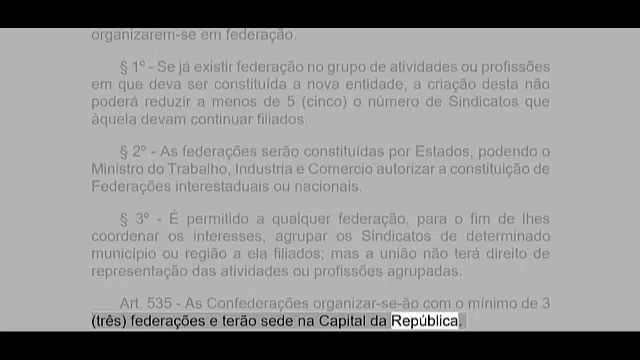 organizarem-se em federação.
§ 1º - Se já existir federação no grupo de atividades ou profissões
em que deva ser constituída a nova entidade, a criação desta não
poderá reduzir a menos de 5 (cinco) o número de Sindicatos que
àquela devam continuar filiados.
§ 2º - As federações serão constituídas por Estados, podendo o
Ministro do Trabalho, Industria e Comercio autorizar a constituição de
Federações interestaduais ou nacionais.
§ 3º - É permitido a qualquer federação, para o fim de lhes
coordenar os interesses, agrupar os Sindicatos de determinado
município ou região a ela filiados; mas a união não terá direito de
representação das atividades ou profissões agrupadas.
Art. 535 - As Confederações organizar-se-ão com o mínimo de 3
(três) federações e terão sede na Capital da República.